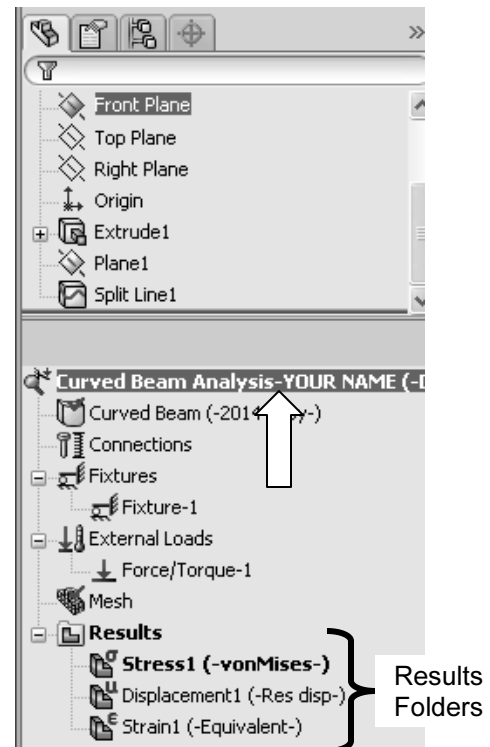 Front Plane
Top Plane
Right Plane
Origin
Extrude1
Plane1
Split Line1
Curved Beam Analysis-YOUR NAME (-D
Curved Beam (-2014
Connections
Fixtures
Fixture-1
External Loads
Force/Torque-1
Mesh
Results
Stress1 (-vonMises-)
Displacement1 (-Res disp-)
Strain1 (-Equivalent-)
Results
Folders